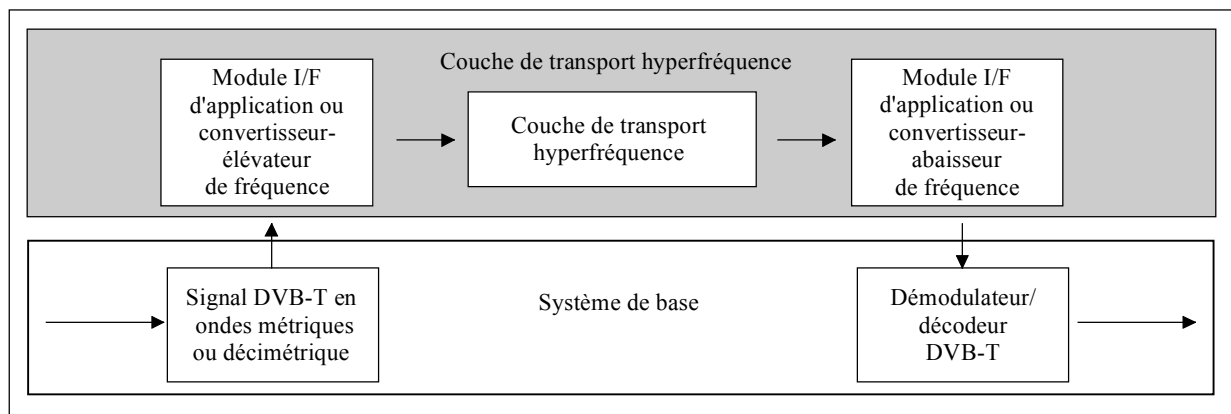 Couche de transport hyperfréquence
Module I/F
d'application ou
convertisseur-
élévateur
de fréquence
Couche de transport
hyperfréquence
Module I/F
d'application ou
convertisseur-
abaisseur
de fréquence
Signal DVB-T en
ondes métriques
ou décimétrique
Système de base
Démodulateur/
décodeur
DVB-T